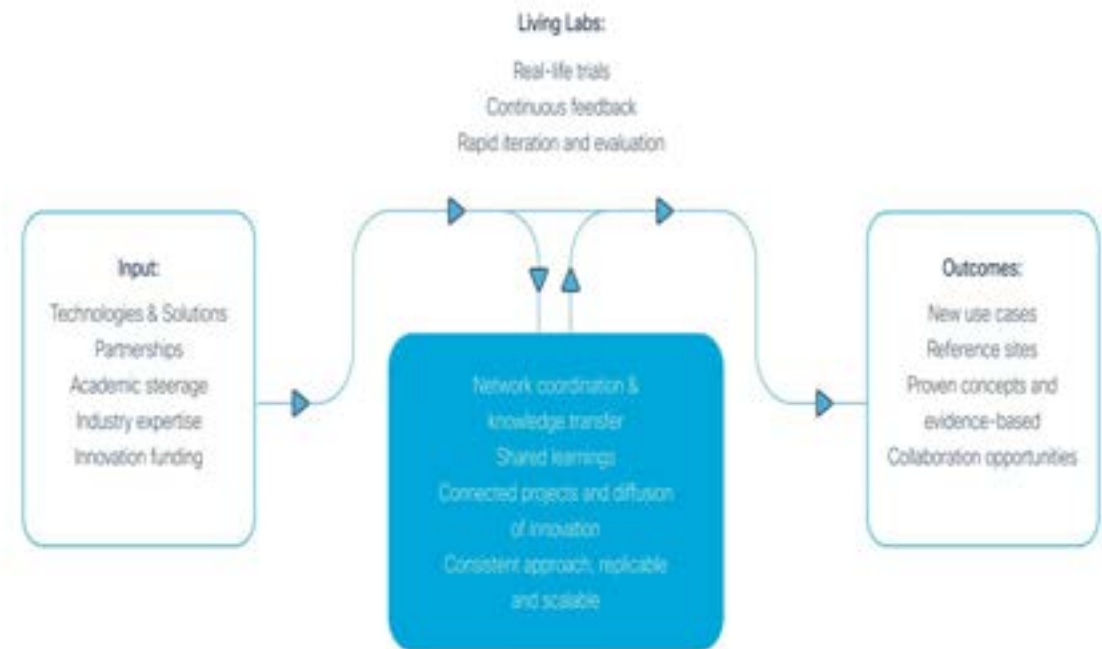 Living Labs:
Real-life trials
Continuous feedback
Rapid iteration and evaluation
Input:
Technologies & Solutions
Partnerships
Academic steerage
Industry expertise
Innovation funding
Network coordination &
knowledge transfer
Shared learnings
Connected projects and diffusion
of innovation
Consistent approach, replicable
and scalable
Outcomes:
New use cases
Reference sites
Proven concepts and
evidence-based
Collaboration opportunities